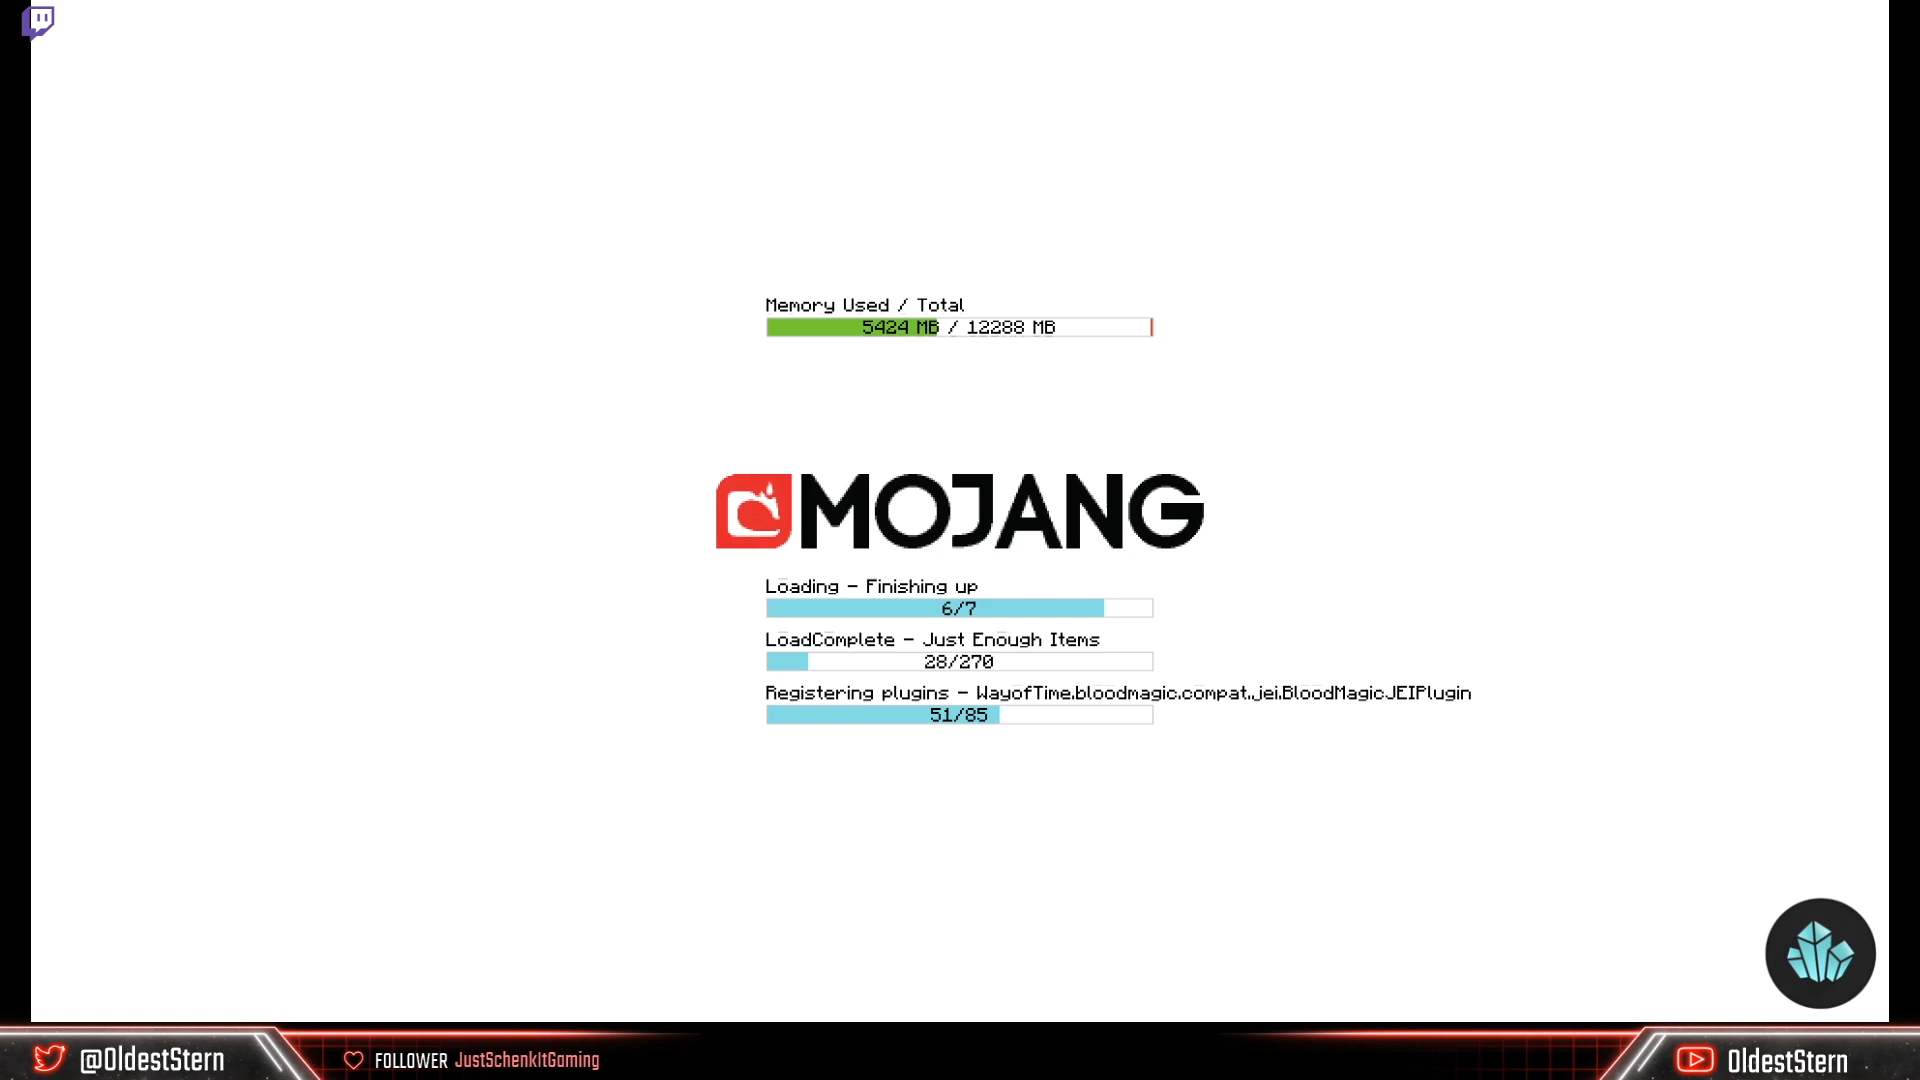 Memory Used / Total
5424 MB / 12288 MB
MOJANG
Loading - Finishing up
6/7
LoadComplete - Just Enough Items
28/270
Registering plugins - WayofTime.bloodmagic.compat.jei.BloodMagicJEIPlugin
51/85
@OldestStern
FOLLOWER JustSchenkItGaming
OldestStern